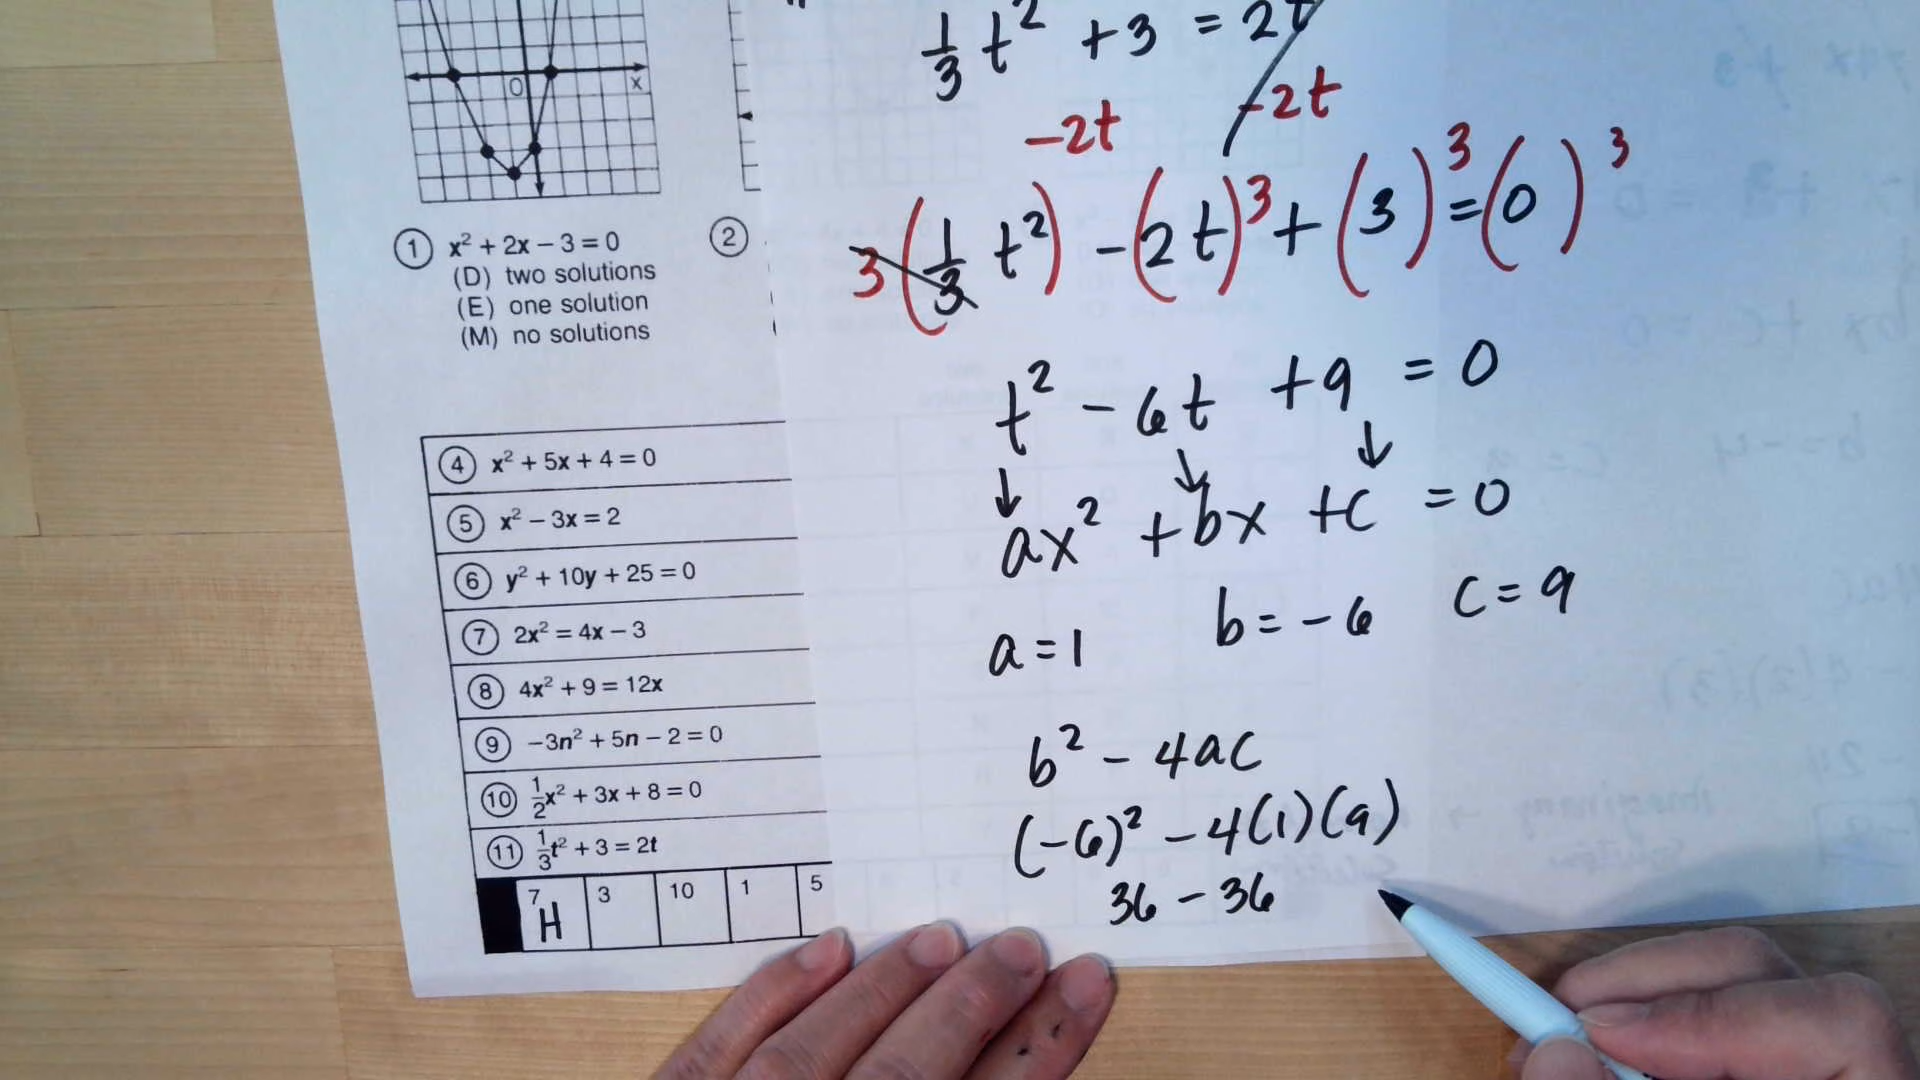 0
x
① x² + 2x – 3 = 0
(D) two solutions
(E) one solution
(M) no solutions
②
④ x² + 5x + 4 = 0
⑤ x² – 3x = 2
⑥ y² + 10y + 25 = 0
⑦ 2x² = 4x – 3
⑧ 4x² + 9 = 12x
⑨ –3n² + 5n – 2 = 0
⑩ 1/2 x² + 3x + 8 = 0
⑪ 1/3 t² + 3 = 2t
7 3 10 1 5
H
1/3 t² + 3 = 2t
-2t -2t
3(1/3 t²) - (2t)3 + (3)3 = (0)3
t² - 6t + 9 = 0
↓ ↓ ↓
ax² + bx + c = 0
a = 1 b = -6 c = 9
b² - 4ac
(-6)² - 4(1)(9)
36 - 36